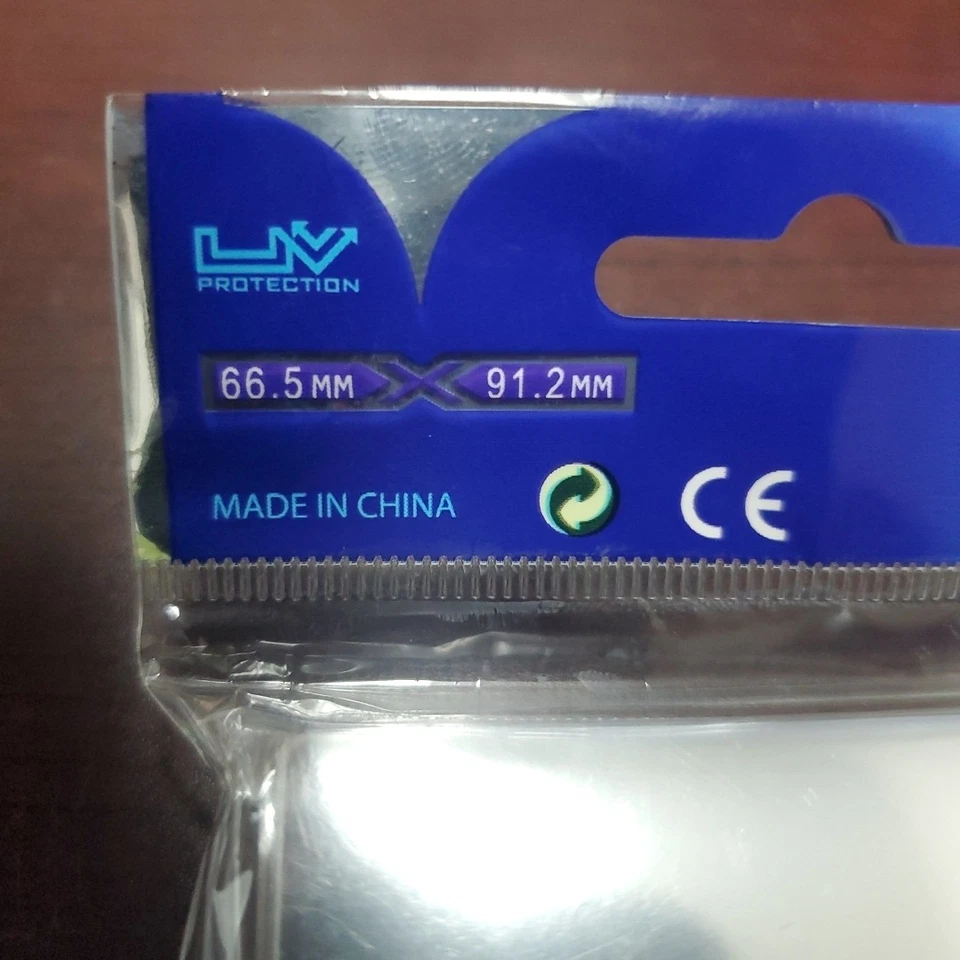 UV
PROTECTION
66.5MM X 91.2MM
MADE IN CHINA
CE